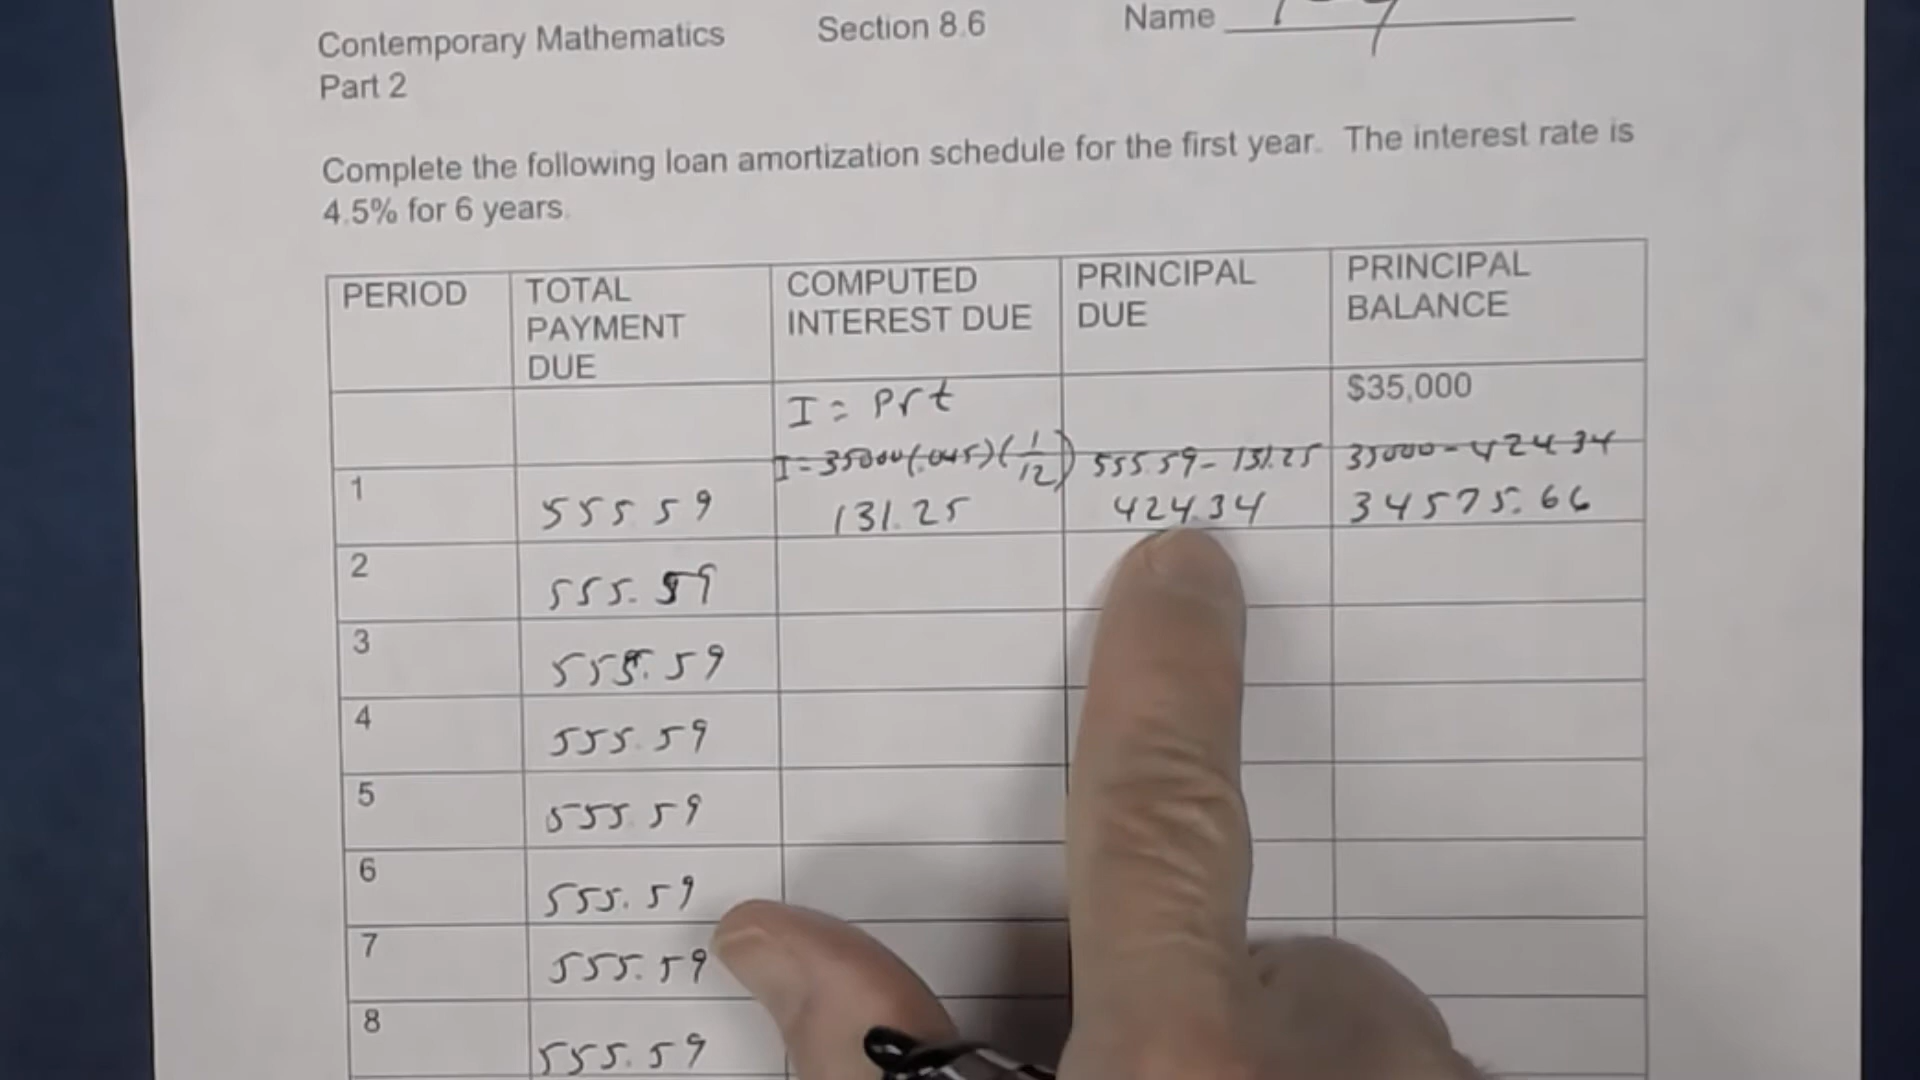 Contemporary Mathematics Section 8.6 Name
Part 2
Complete the following loan amortization schedule for the first year. The interest rate is
4.5% for 6 years.
PERIOD TOTAL PAYMENT DUE COMPUTED INTEREST DUE PRINCIPAL DUE PRINCIPAL BALANCE
I = Prt $35,000
I = 35000(.045)(1/12) 555.59 - 131.25 35000 - 424.34
1 555.59 131.25 424.34 34575.66
2 555.59
3 555.59
4 555.59
5 555.59
6 555.59
7 555.59
8 555.59